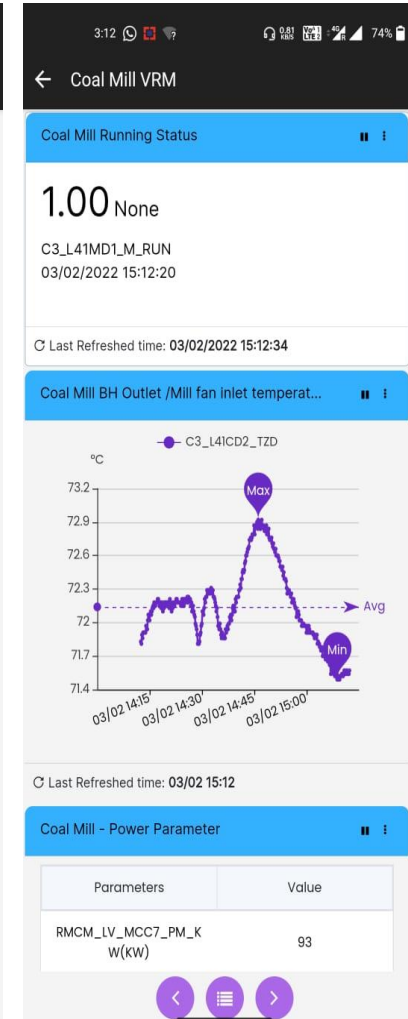 3:12
0.81 KB/S
Vo) LTE 2
4G
R
74%
Coal Mill VRM
Coal Mill Running Status
1.00 None
C3_L41MD1_M_RUN
03/02/2022 15:12:20
Last Refreshed time: 03/02/2022 15:12:34
Coal Mill BH Outlet /Mill fan inlet temperat...
C3_L41CD2_TZD
°C
73.2
72.9
72.6
72.3
72
71.7
71.4
Max
Avg
Min
03/02 14:15
03/02 14:30
03/02 14:45
03/02 15:00
Last Refreshed time: 03/02 15:12
Coal Mill - Power Parameter
Parameters Value
RMCM_LV_MCC7_PM_K
W(KW) 93